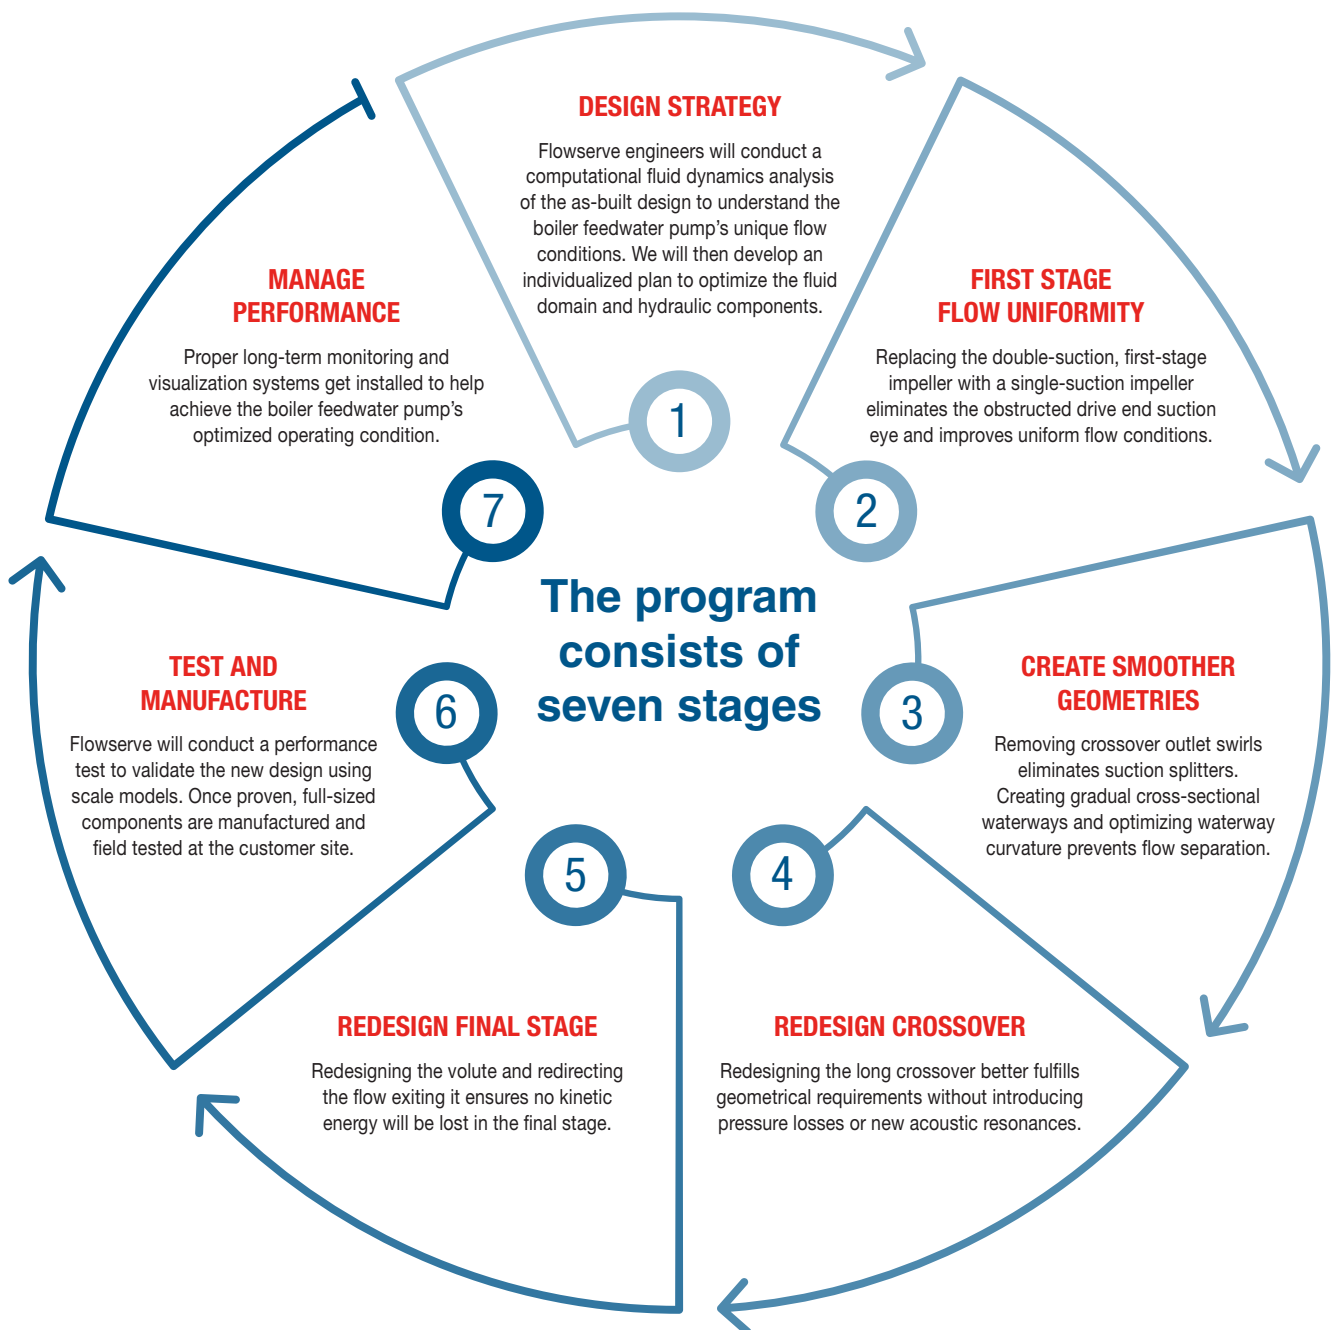 DESIGN STRATEGY
Flowserve engineers will conduct a
computational fluid dynamics analysis
of the as-built design to understand the
boiler feedwater pump's unique flow
conditions. We will then develop an
individualized plan to optimize the fluid
domain and hydraulic components.
1
FIRST STAGE
FLOW UNIFORMITY
Replacing the double-suction, first-stage
impeller with a single-suction impeller
eliminates the obstructed drive end suction
eye and improves uniform flow conditions.
2
CREATE SMOOTHER
GEOMETRIES
Removing crossover outlet swirls
eliminates suction splitters.
Creating gradual cross-sectional
waterways and optimizing waterway
curvature prevents flow separation.
3
REDESIGN CROSSOVER
Redesigning the long crossover better fulfills
geometrical requirements without introducing
pressure losses or new acoustic resonances.
4
REDESIGN FINAL STAGE
Redesigning the volute and redirecting
the flow exiting it ensures no kinetic
energy will be lost in the final stage.
5
TEST AND
MANUFACTURE
Flowserve will conduct a performance
test to validate the new design using
scale models. Once proven, full-sized
components are manufactured and
field tested at the customer site.
6
MANAGE
PERFORMANCE
Proper long-term monitoring and
visualization systems get installed to help
achieve the boiler feedwater pump's
optimized operating condition.
7
The program
consists of
seven stages